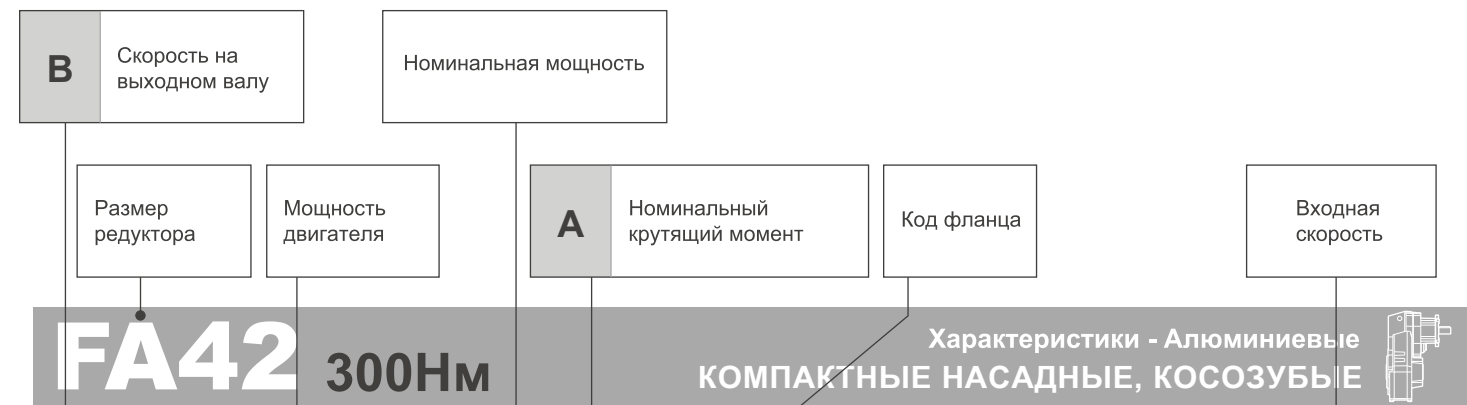 B
Скорость на
выходном валу
Номинальная мощность
Размер
редуктора
Мощность
двигателя
A
Номинальный
крутящий момент
Код фланца
Входная
скорость
FA42
300Нм
Характеристики - Алюминиевые
КОМПАКТНЫЕ НАСАДНЫЕ, КОСОЗУБЫЕ